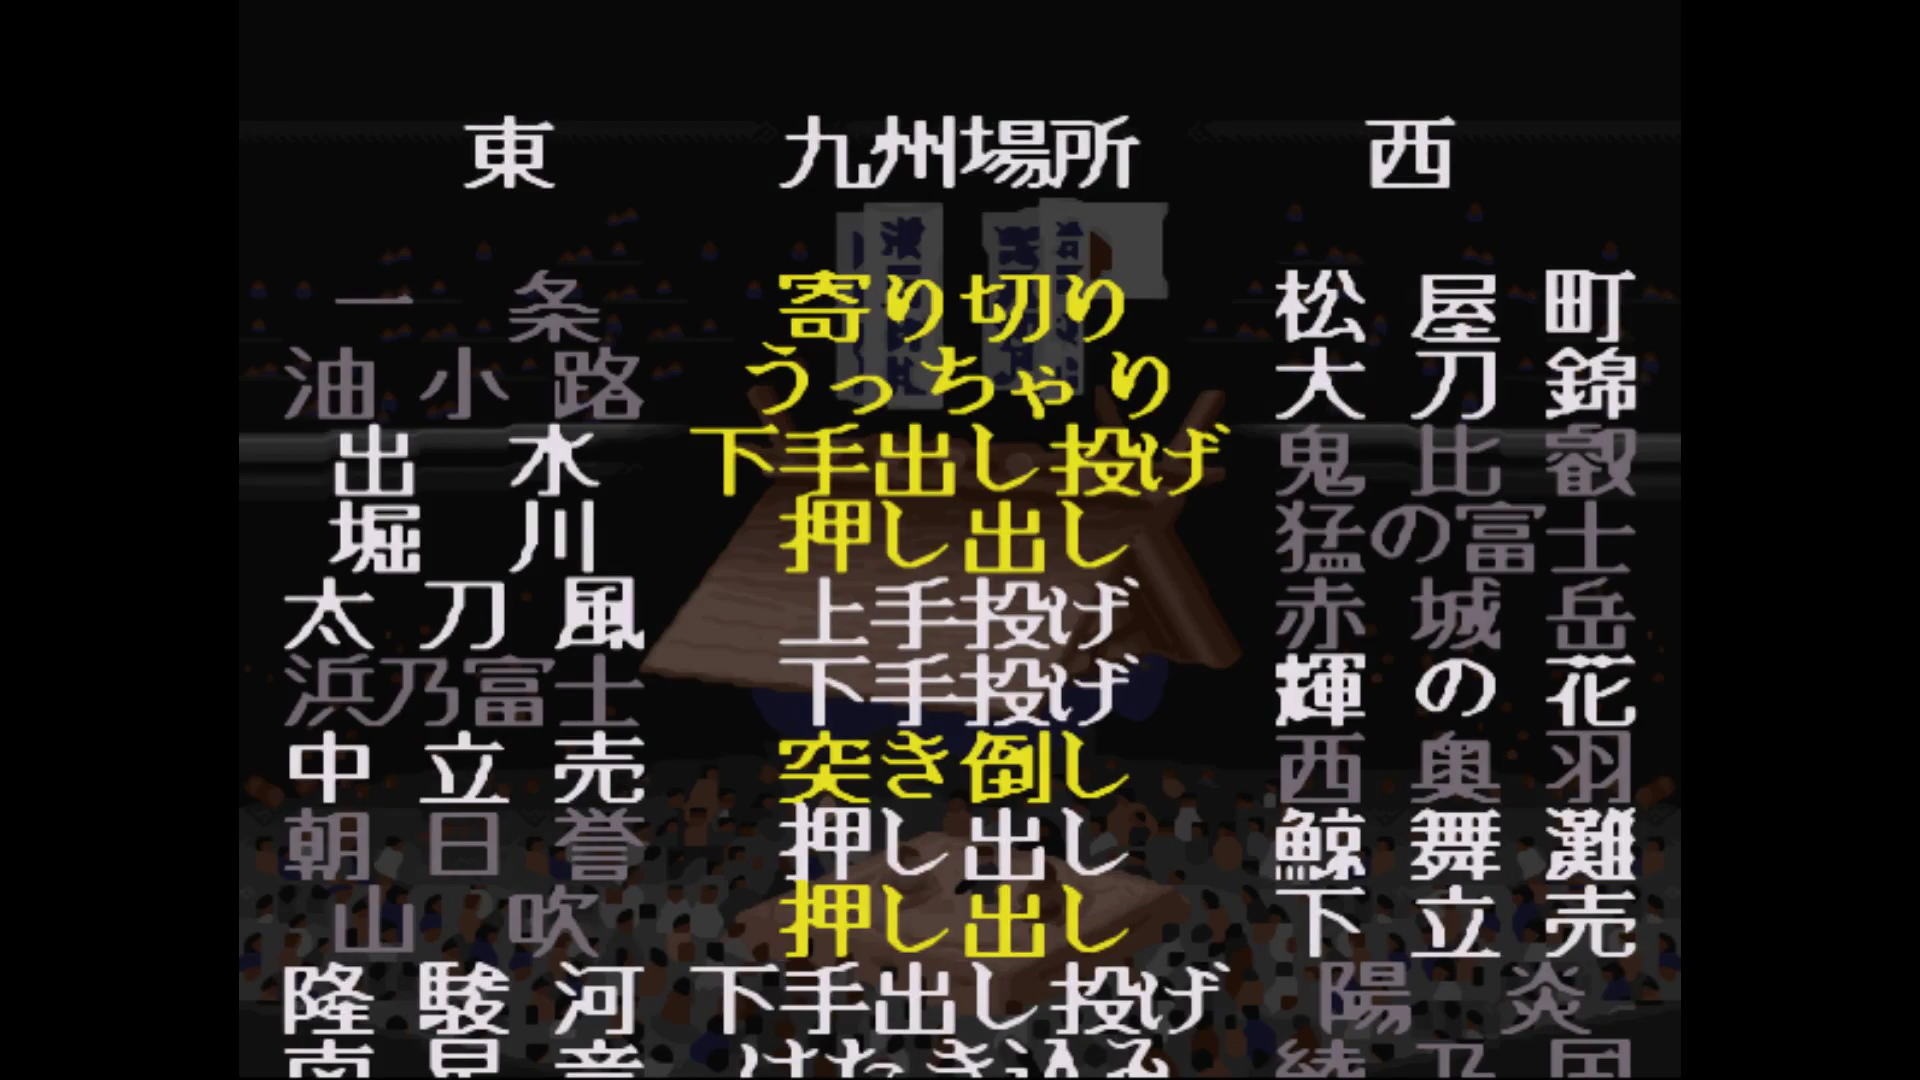 東 九州場所 西
一条 寄り切り 松屋町
油小路 うっちゃり 大刀錦
出水 下手出し投げ 鬼比叡
堀川 押し出し 猛の富士
太刀風 上手投げ 赤城岳
浜乃富士 下手投げ 輝の花
中立売 突き倒し 西奥羽
朝日誉 押し出し 鯨舞灘
山吹 押し出し 下立売
隆駿河 下手出し投げ 陽炎
はたき込み